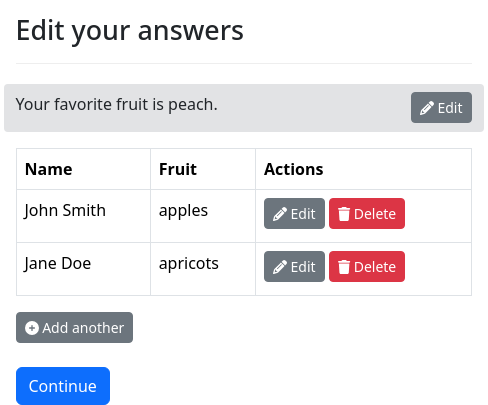 Edit your answers
Your favorite fruit is peach. Edit
Name Fruit Actions
John Smith apples Edit Delete
Jane Doe apricots Edit Delete
Add another
Continue